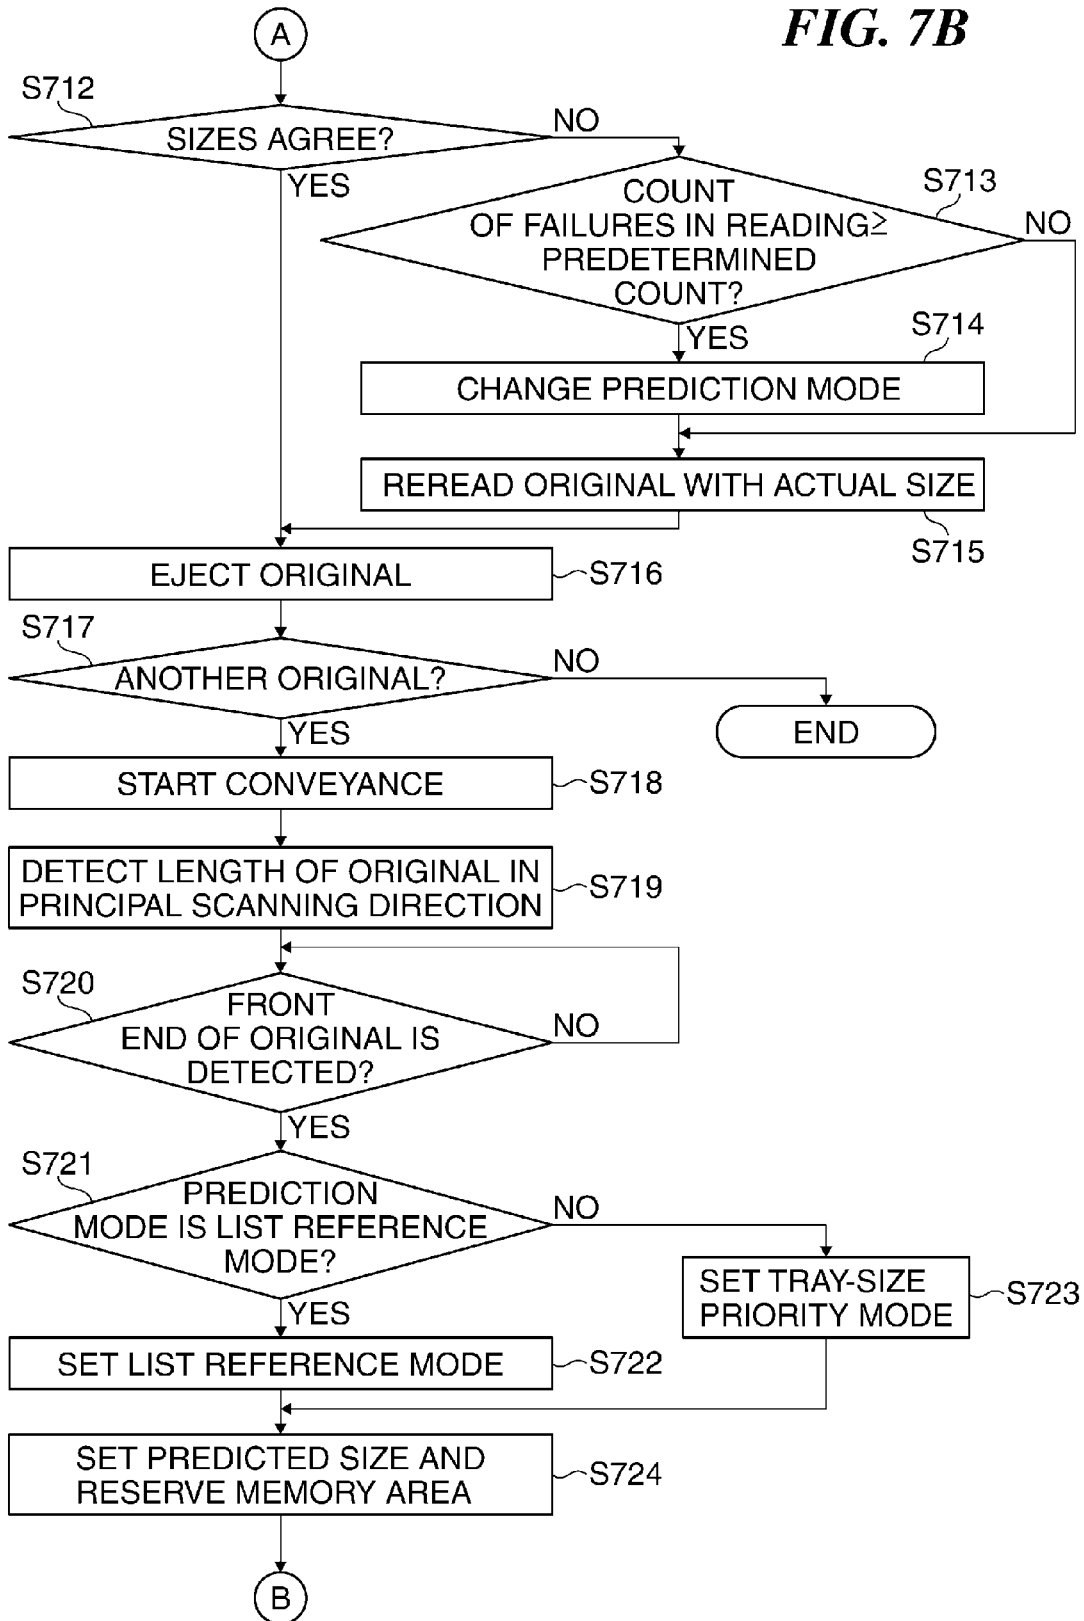 FIG. 7B
A
S712
SIZES AGREE?
NO
YES
S713
COUNT
OF FAILURES IN READING≧
PREDETERMINED
COUNT?
NO
YES
S714
CHANGE PREDICTION MODE
REREAD ORIGINAL WITH ACTUAL SIZE
S715
EJECT ORIGINAL
S716
S717
ANOTHER ORIGINAL?
NO
YES
END
START CONVEYANCE
S718
DETECT LENGTH OF ORIGINAL IN
PRINCIPAL SCANNING DIRECTION
S719
S720
FRONT
END OF ORIGINAL IS
DETECTED?
NO
YES
S721
PREDICTION
MODE IS LIST REFERENCE
MODE?
NO
YES
SET TRAY-SIZE
PRIORITY MODE
S723
SET LIST REFERENCE MODE
S722
SET PREDICTED SIZE AND
RESERVE MEMORY AREA
S724
B